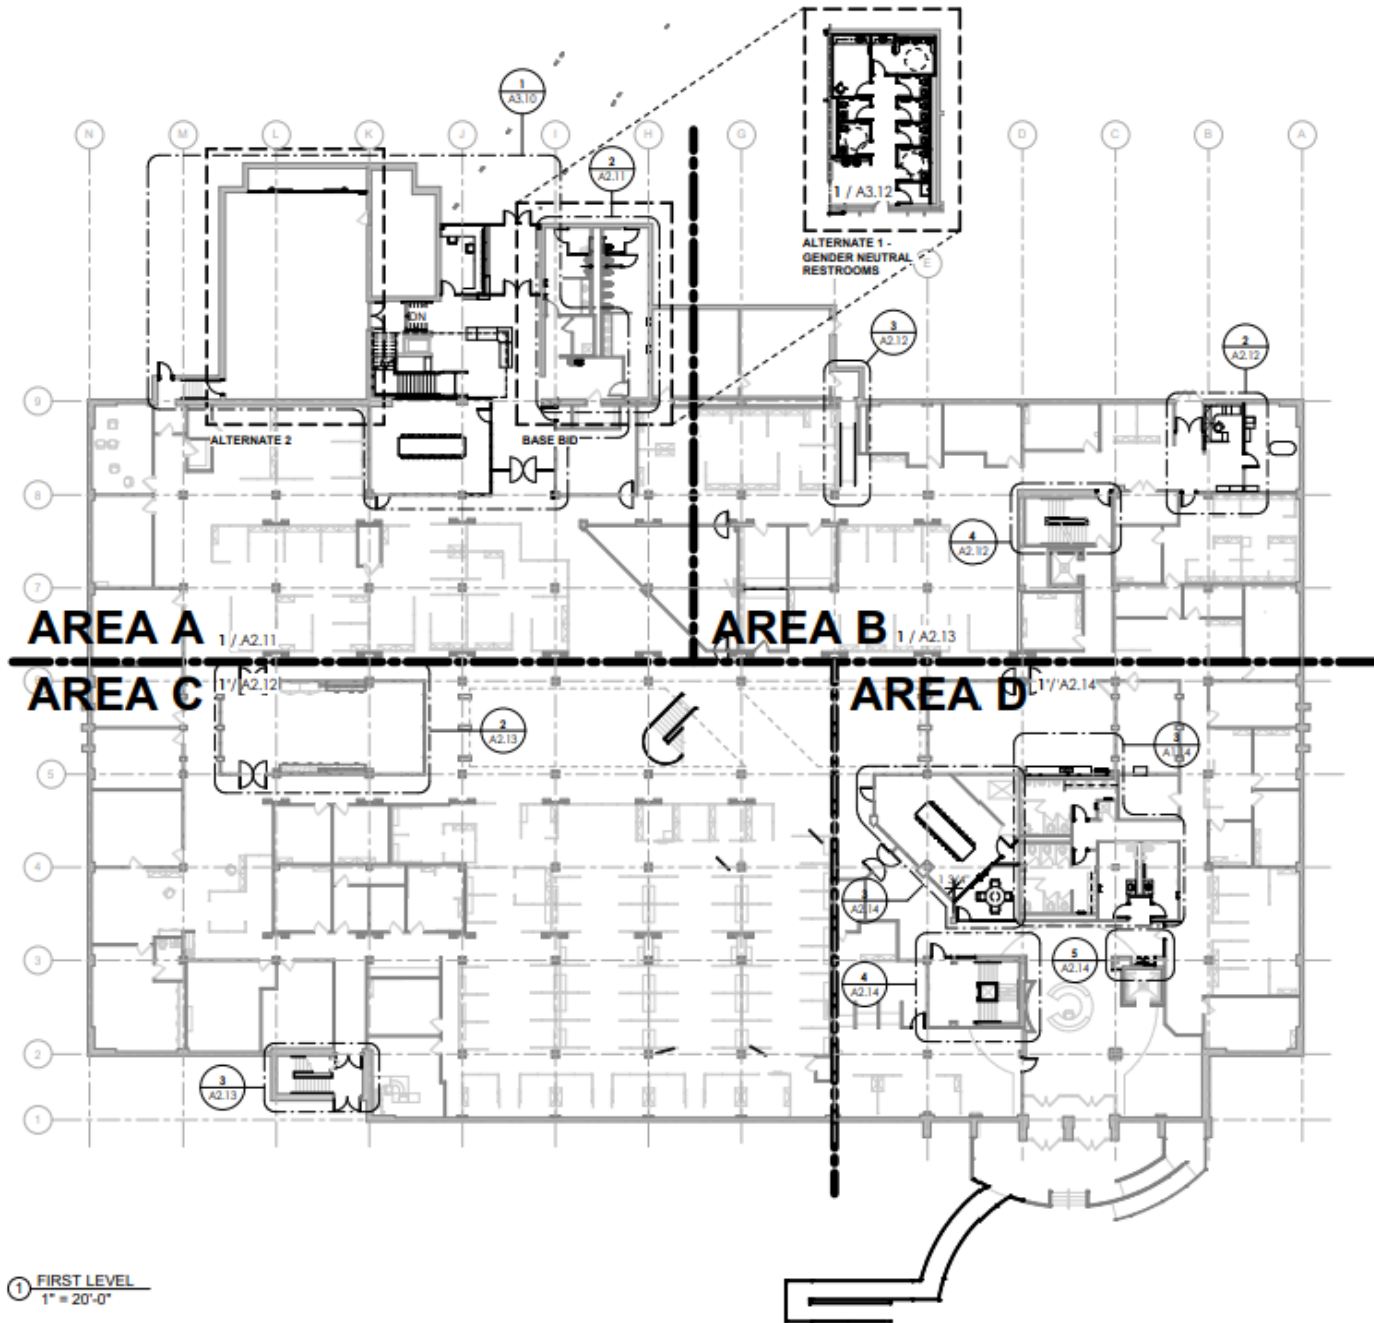 1
A3.10
N
M
L
K
J
I
H
G
D
C
B
A
2
A2.11
1 / A3.12
ALTERNATE 1 -
GENDER NEUTRAL
RESTROOMS
E
DN
3
A2.12
2
A2.12
9
ALTERNATE 2
BASE BID
8
4
A2.12
7
AREA A
1 / A2.11
AREA B
1 / A2.13
AREA C
1 / A2.12
AREA D
1 / A2.14
2
A2.13
3
5
4
3
A2.14
3
5
A2.14
4
A2.14
2
3
A2.13
1
1
FIRST LEVEL
1" = 20'-0"